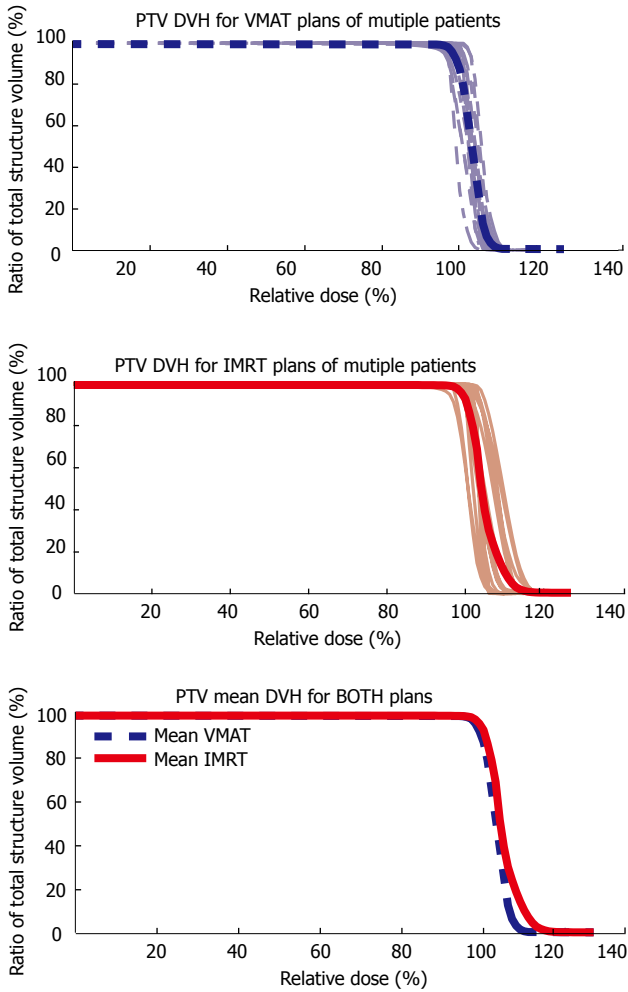 PTV DVH for VMAT plans of mutiple patients
Ratio of total structure volume (%)
100
80
60
40
20
0
20 40 60 80 100 120 140
Relative dose (%)
PTV DVH for IMRT plans of mutiple patients
Ratio of total structure volume (%)
100
80
60
40
20
0
20 40 60 80 100 120 140
Relative dose (%)
PTV mean DVH for BOTH plans
Ratio of total structure volume (%)
100
80
60
40
20
0
Mean VMAT
Mean IMRT
20 40 60 80 100 120 140
Relative dose (%)